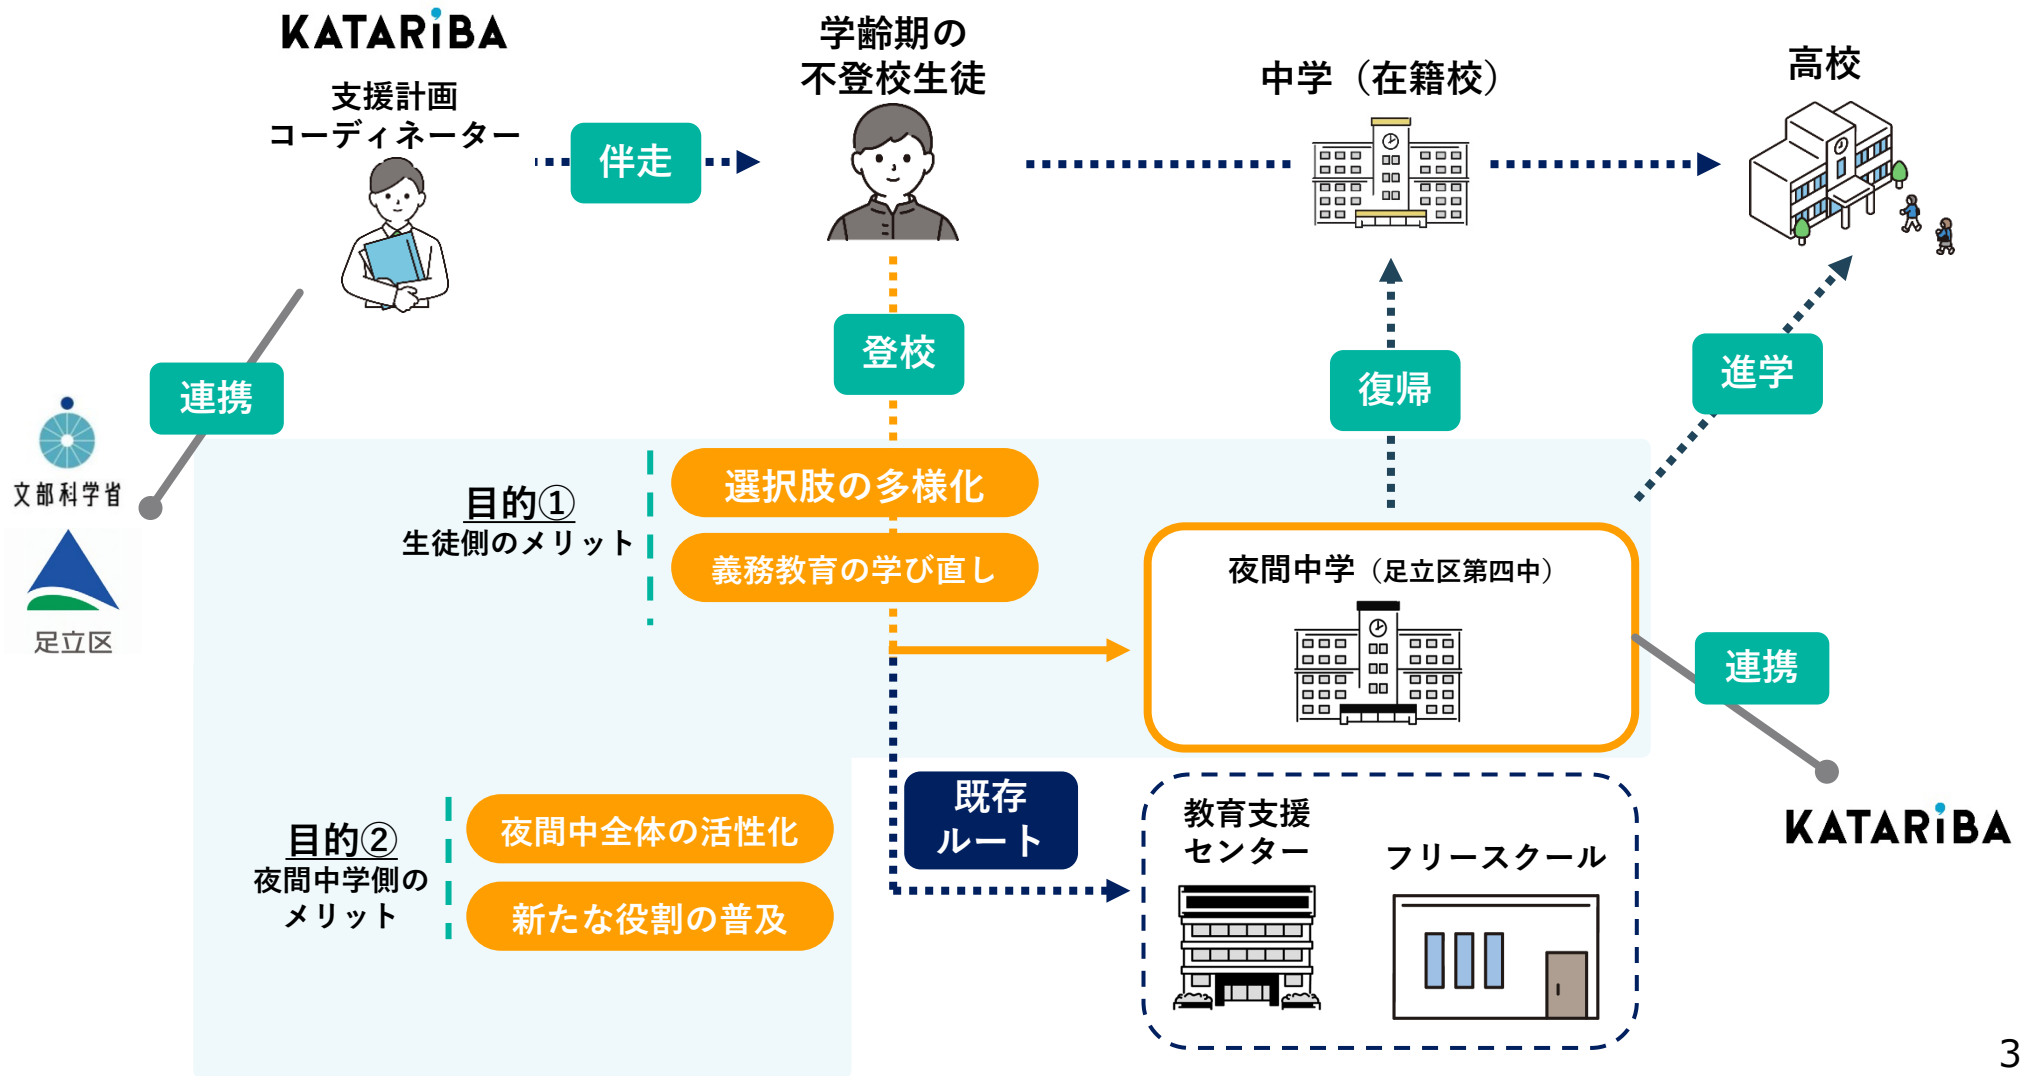 KATARiBA
支援計画
コーディネーター
伴走
学齢期の
不登校生徒
中学（在籍校）
高校
連携
登校
復帰
進学
文部科学省
足立区
目的①
生徒側のメリット
選択肢の多様化
義務教育の学び直し
夜間中学（足立区第四中）
連携
KATARiBA
目的②
夜間中学側の
メリット
夜間中全体の活性化
新たな役割の普及
既存
ルート
教育支援
センター
フリースクール
3